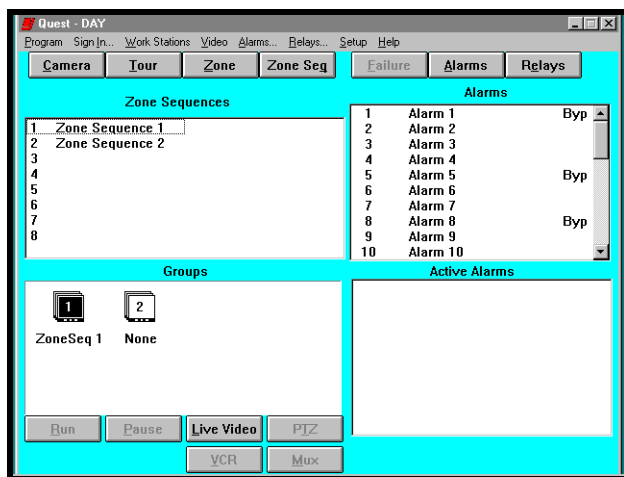 Quest - DAY
Program Sign In... Work Stations Video Alarms... Relays... Setup Help
Camera Tour Zone Zone Seq Failure Alarms Relays
Zone Sequences
1 Zone Sequence 1
2 Zone Sequence 2
3
4
5
6
7
8
Alarms
1 Alarm 1 Byp
2 Alarm 2
3 Alarm 3
4 Alarm 4
5 Alarm 5 Byp
6 Alarm 6
7 Alarm 7
8 Alarm 8 Byp
9 Alarm 9
10 Alarm 10
Groups
1 2
ZoneSeq 1 None
Active Alarms
Run Pause Live Video PTZ
VCR Mux